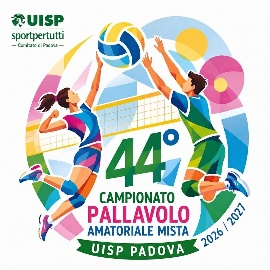 UISP
sportpertutti
Comitato di Padova
44°
CAMPIONATO
PALLAVOLO
AMATORIALE MISTA
UISP PADOVA
2026 / 2027